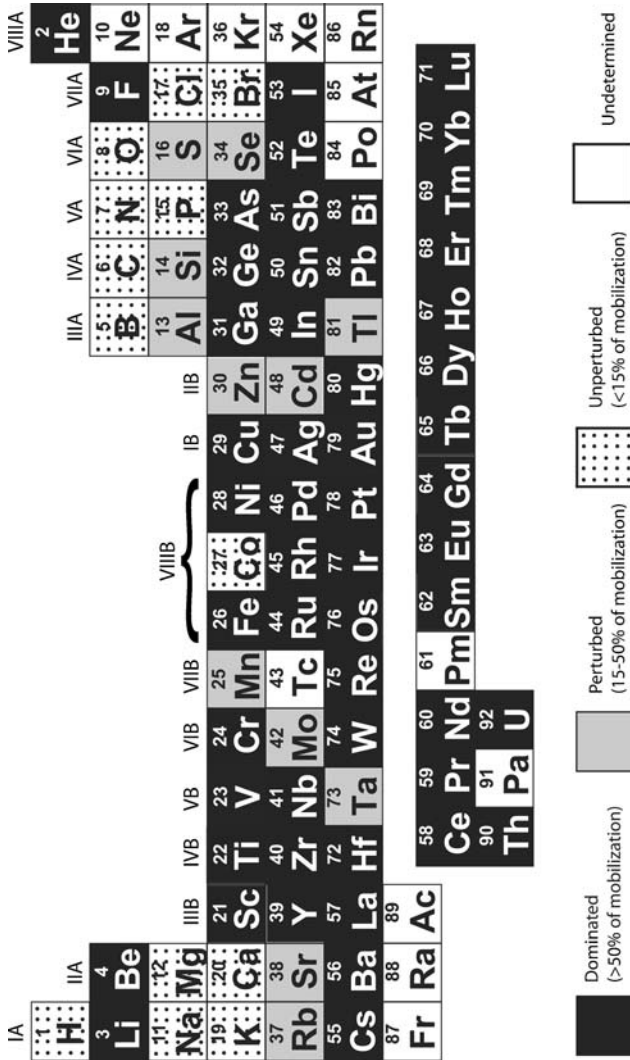 IA VIIIA
1 2
H He
IIA IIIA IVA VA VIA VIIA
3 4 5 6 7 8 9 10
Li Be B C N O F Ne
11 12 13 14 15 16 17 18
Na Mg Al Si P S Cl Ar
IIIB IVB VB VIB VIIB VIIIB IB IIB
19 20 21 22 23 24 25 26 27 28 29 30 31 32 33 34 35 36
K Ca Sc Ti V Cr Mn Fe Co Ni Cu Zn Ga Ge As Se Br Kr
37 38 39 40 41 42 43 44 45 46 47 48 49 50 51 52 53 54
Rb Sr Y Zr Nb Mo Tc Ru Rh Pd Ag Cd In Sn Sb Te I Xe
55 56 57 72 73 74 75 76 77 78 79 80 81 82 83 84 85 86
Cs Ba La Hf Ta W Re Os Ir Pt Au Hg Tl Pb Bi Po At Rn
87 88 89
Fr Ra Ac
58 59 60 61 62 63 64 65 66 67 68 69 70 71
Ce Pr Nd Pm Sm Eu Gd Tb Dy Ho Er Tm Yb Lu
90 91 92
Th Pa U
Dominated
(>50% of mobilization)
Perturbed
(15-50% of mobilization)
Unperturbed
(<15% of mobilization)
Undetermined